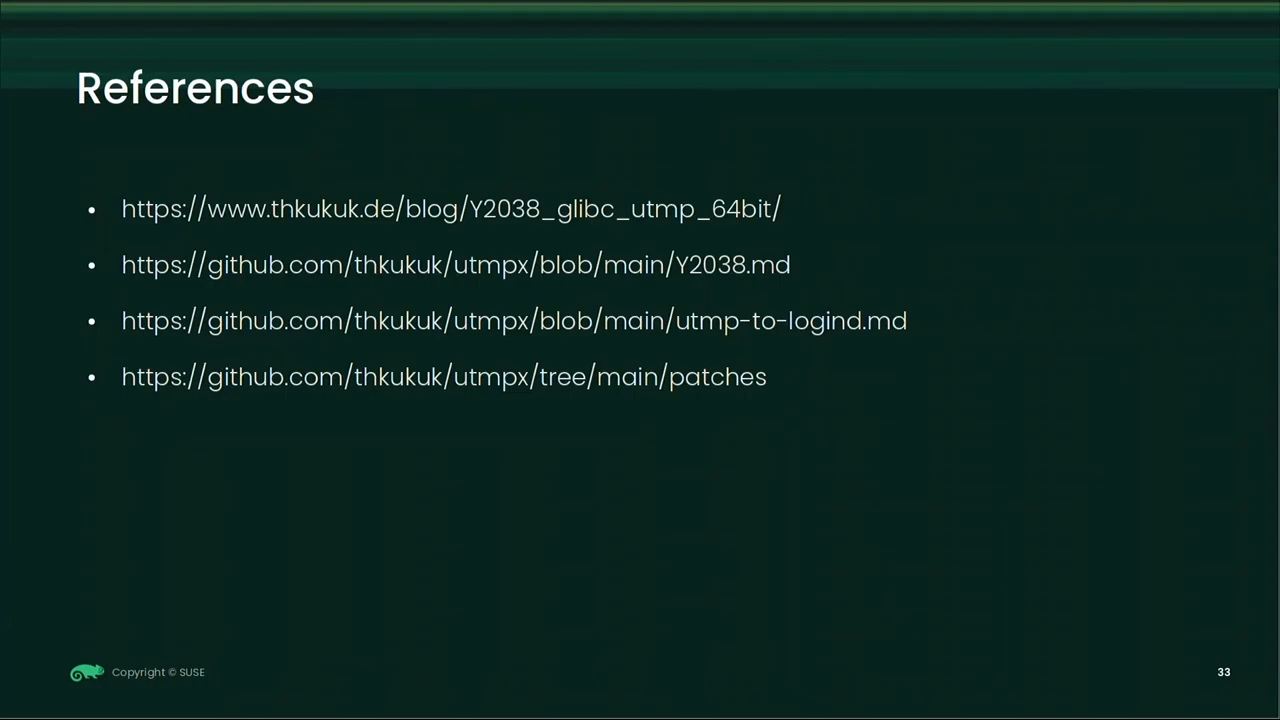 References
• https://www.thkukuk.de/blog/Y2038_glibc_utmp_64bit/
• https://github.com/thkukuk/utmpx/blob/main/Y2038.md
• https://github.com/thkukuk/utmpx/blob/main/utmp-to-logind.md
• https://github.com/thkukuk/utmpx/tree/main/patches
Copyright © SUSE
33